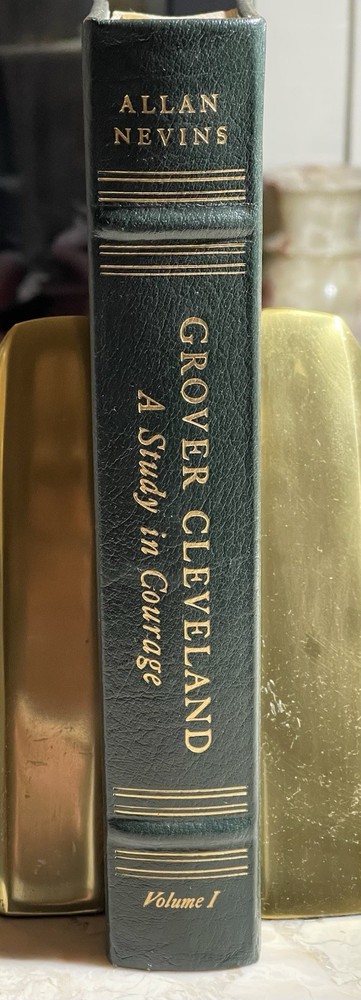 ALLAN
NEVINS
GROVER CLEVELAND
A Study in Courage
Volume I